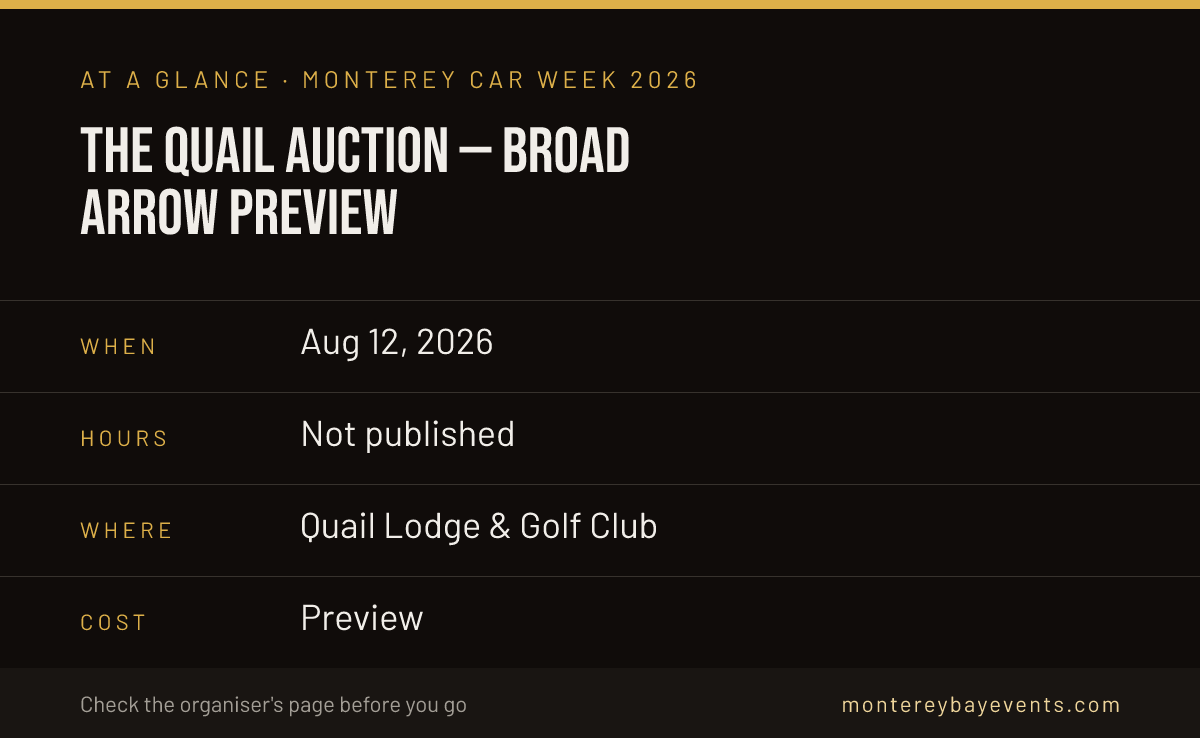 AT A GLANCE · MONTEREY CAR WEEK 2026
THE QUAIL AUCTION — BROAD
ARROW PREVIEW
WHEN Aug 12, 2026
HOURS Not published
WHERE Quail Lodge & Golf Club
COST Preview
Check the organiser's page before you go montereybayevents.com